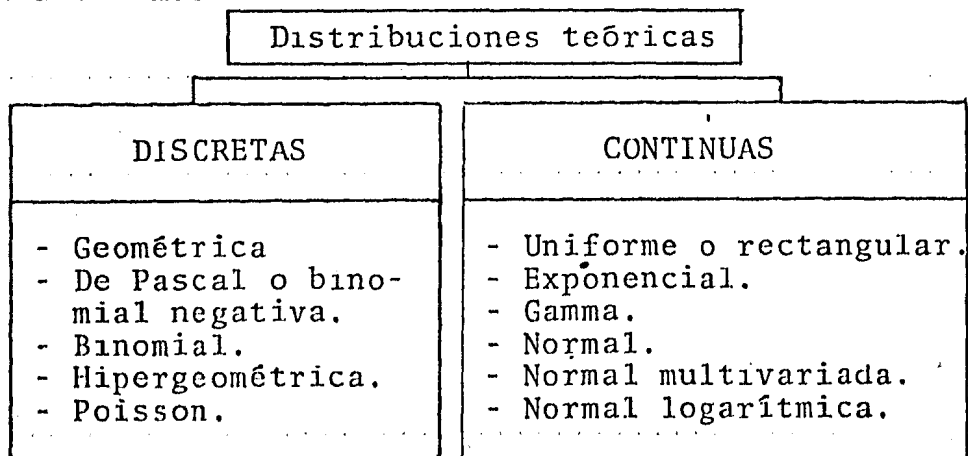 Distribuciones teóricas
DISCRETAS
- Geométrica
- De Pascal o bino-
mial negativa.
- Binomial.
- Hipergeométrica.
- Poisson.
CONTINUAS
- Uniforme o rectangular.
- Exponencial.
- Gamma.
- Normal.
- Normal multivariada.
- Normal logarítmica.